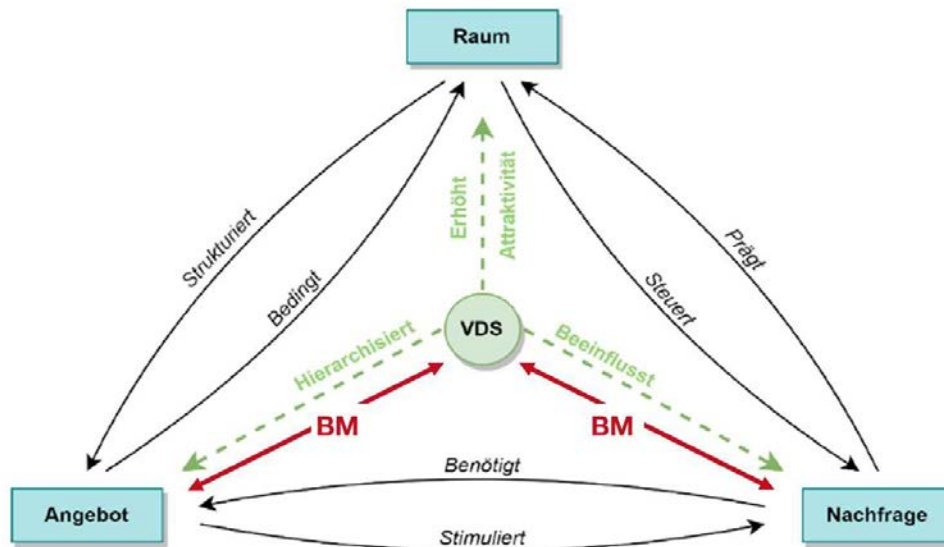 Raum
Strukturiert
Bedingt
Erhöht
Attraktivität
Steuert
Prägt
VDS
Hierarchisiert
Beeinflusst
BM
BM
Benötigt
Angebot
Nachfrage
Stimuliert